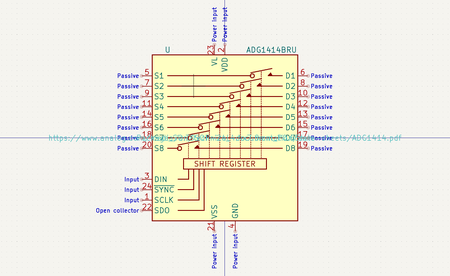 Power input Power input
23 2
VL VDD
U ADG1414BRU
Passive 5 S1 D1 6 Passive
Passive 7 S2 D2 8 Passive
Passive 9 S3 D3 10 Passive
Passive 11 S4 D4 12 Passive
Passive 14 S5 D5 13 Passive
Passive 16 S6 D6 15 Passive
Passive 18 D7 17 Passive
https://www.analog ADG1414.pdf
Passive 20 S8 D8 19 Passive
SHIFT REGISTER
Input 3 DIN
Input 24 SYNC
Input 1 SCLK
Open collector 22 SDO
VSS GND
21 4
Power input Power input